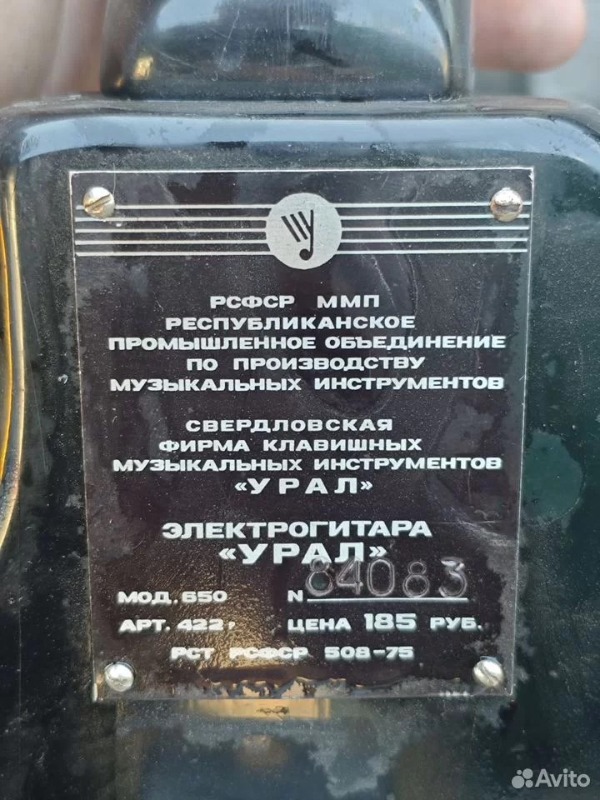 РСФСР ММП
РЕСПУБЛИКАНСКОЕ
ПРОМЫШЛЕННОЕ ОБЪЕДИНЕНИЕ
ПО ПРОИЗВОДСТВУ
МУЗЫКАЛЬНЫХ ИНСТРУМЕНТОВ
СВЕРДЛОВСКАЯ
ФИРМА КЛАВИШНЫХ
МУЗЫКАЛЬНЫХ ИНСТРУМЕНТОВ
«УРАЛ»
ЭЛЕКТРОГИТАРА
«УРАЛ»
МОД. 650 N 84083
АРТ. 422, ЦЕНА 185 РУБ.
РСТ РСФСР 508-75
Avito